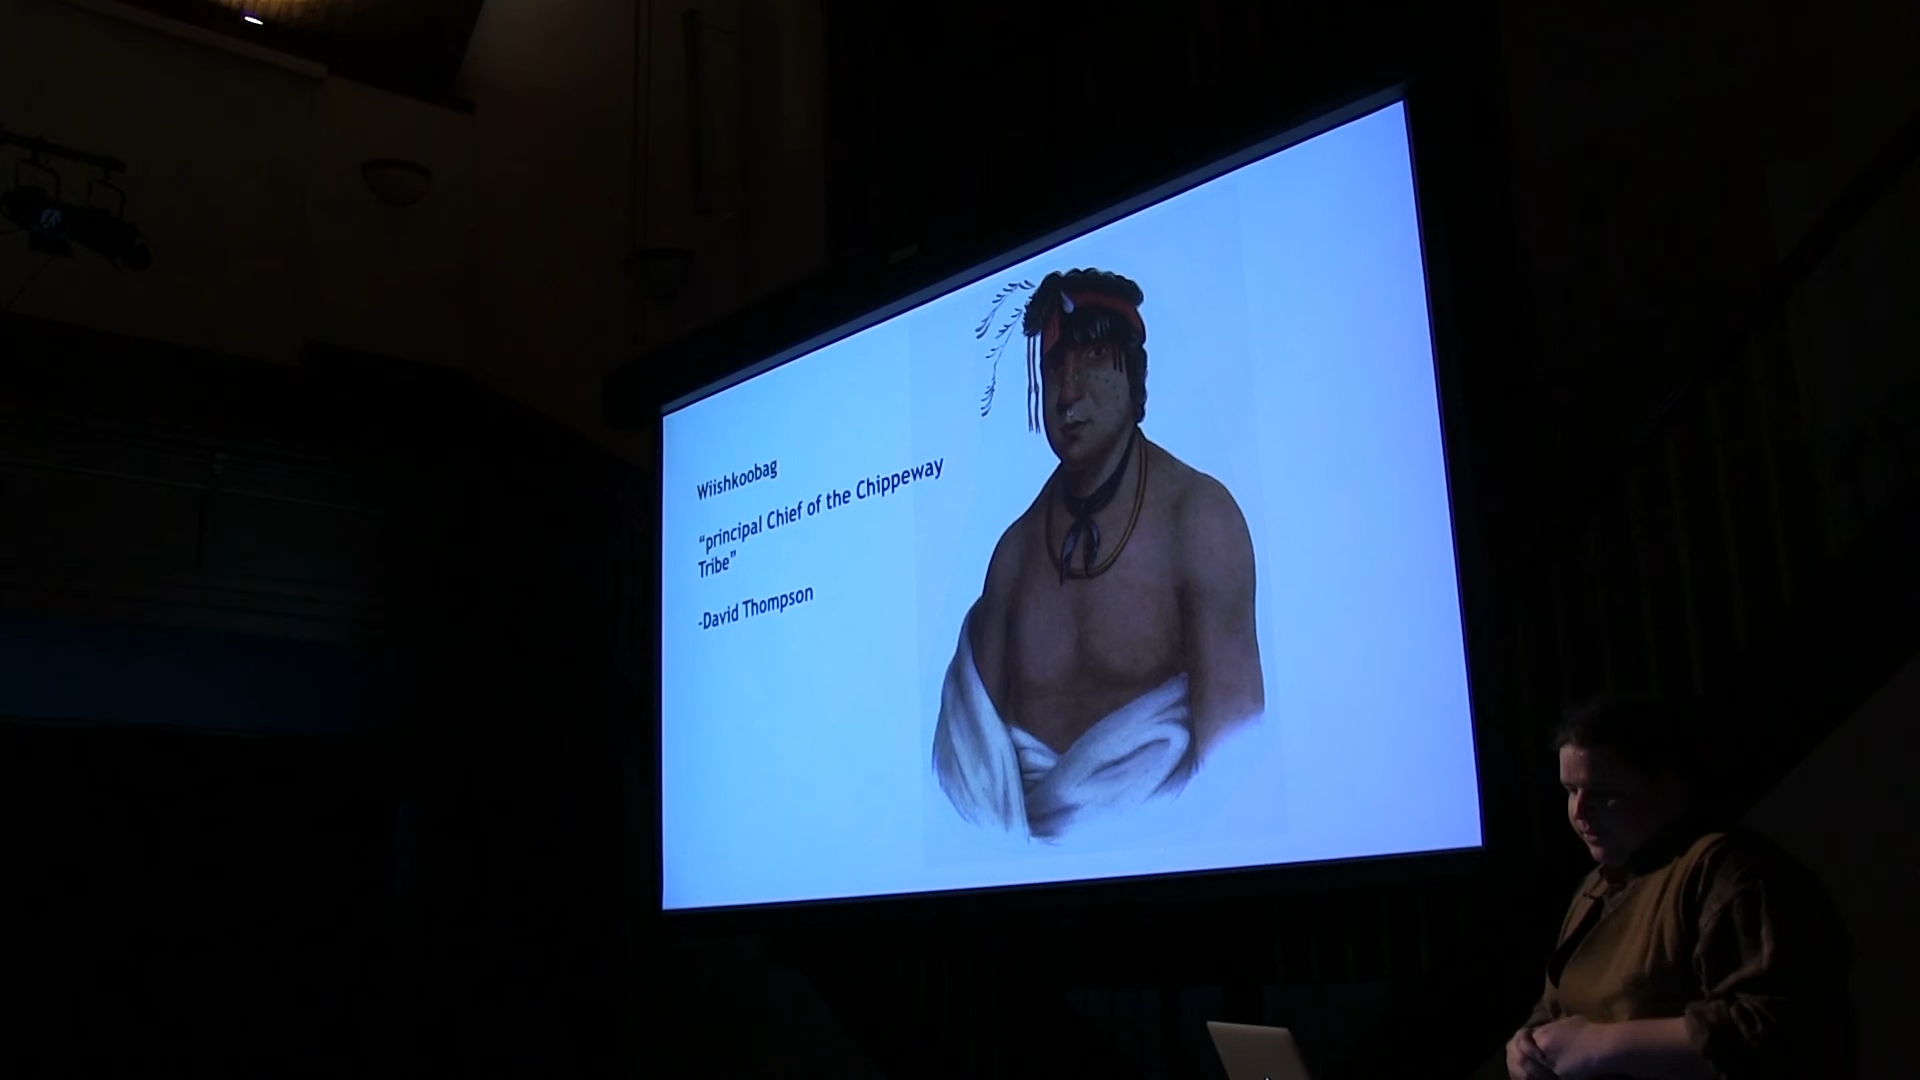 Wiishkoobag
“principal Chief of the Chippeway
Tribe”
-David Thompson